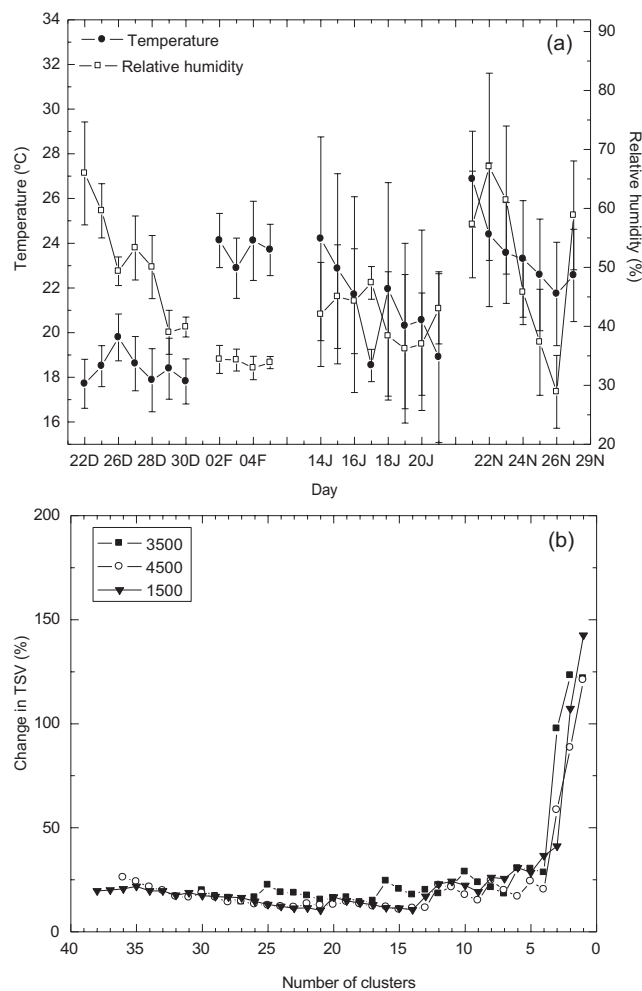 34
32
30
28
26
24
22
20
18
16
Temperature (ºC)
Temperature
Relative humidity
(a)
90
80
70
60
50
40
30
20
Relative humidity (%)
22D 26D 28D 30D 02F 04F 14J 16J 18J 20J 22N 24N 26N 29N
Day
200
150
100
50
0
Change in TSV (%)
3500
4500
1500
(b)
40 35 30 25 20 15 10 5 0
Number of clusters